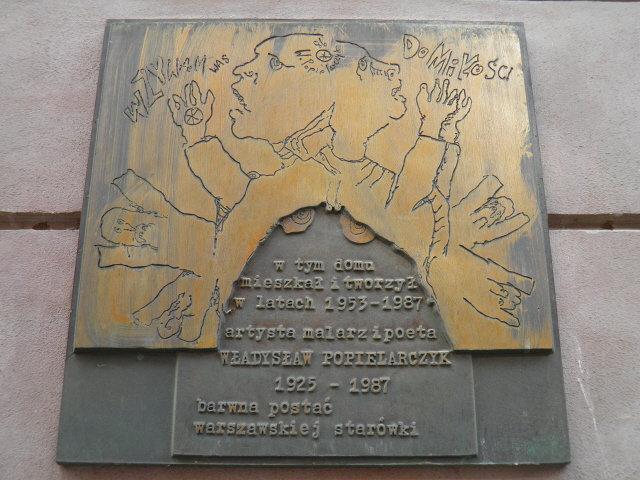 wZYWAM WAS
DO MiŁOŚCi
w tym domu
mieszkał i tworzył
w latach 1953-1987
artysta malarz i poeta
WŁADYSŁAW POPIELARCZYK
1925 - 1987
barwna postać
warszawskiej starówki